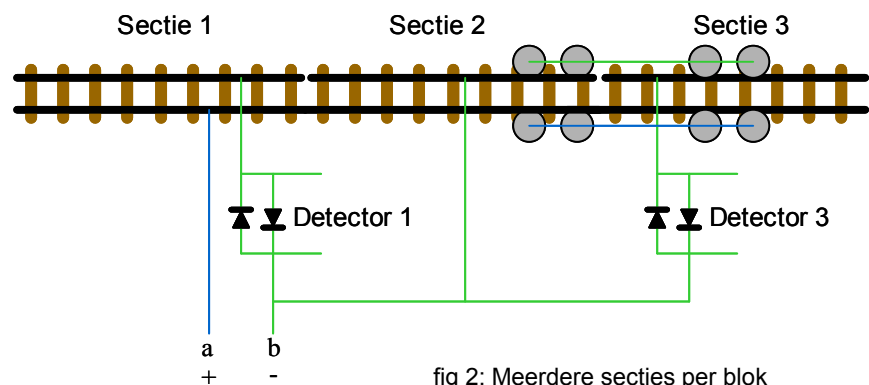 Sectie 1 Sectie 2 Sectie 3
Detector 1 Detector 3
a b
+ -
fig 2: Meerdere secties per blok